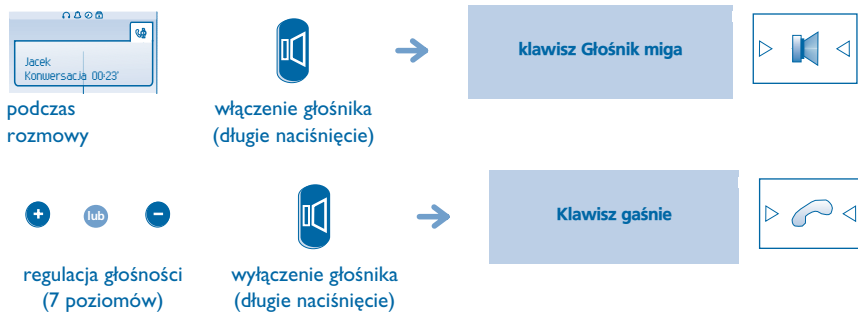 Jacek
Konwersacja 00:23'
podczas
rozmowy
włączenie głośnika
(długie naciśnięcie)
klawisz Głośnik miga
+ lub -
regulacja głośności
(7 poziomów)
wyłączenie głośnika
(długie naciśnięcie)
Klawisz gaśnie